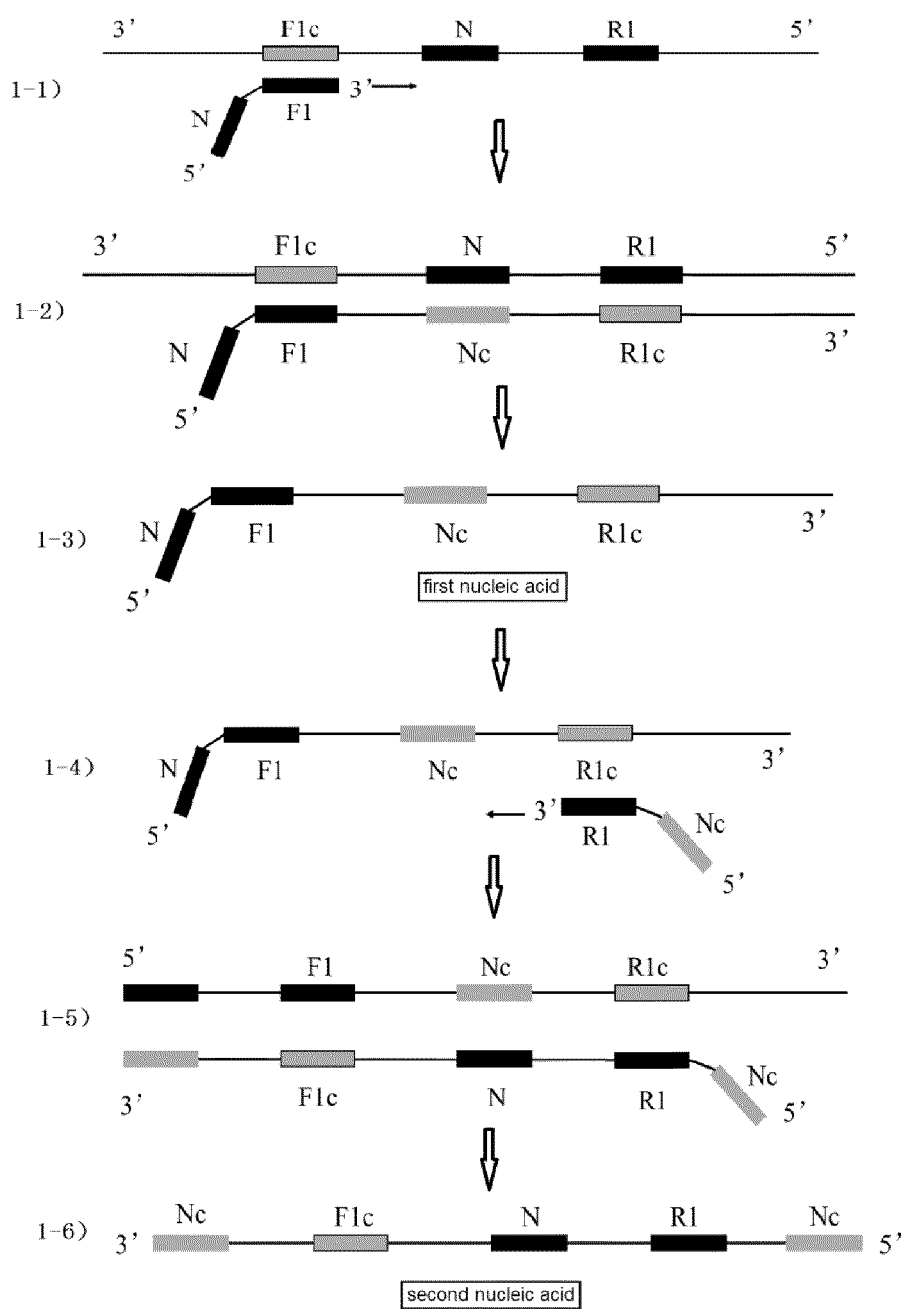 3’ F1c N R1 5’
1-1)
3’
N F1
5’
3’ F1c N R1 5’
1-2)
N F1 Nc R1c 3’
5’
1-3)
N F1 Nc R1c 3’
5’
first nucleic acid
1-4)
N F1 Nc R1c 3’
5’
3’ R1 Nc
5’
5’ F1 Nc R1c 3’
1-5)
3’ F1c N R1 Nc 5’
1-6)
Nc F1c N R1 Nc
3’ 5’
second nucleic acid